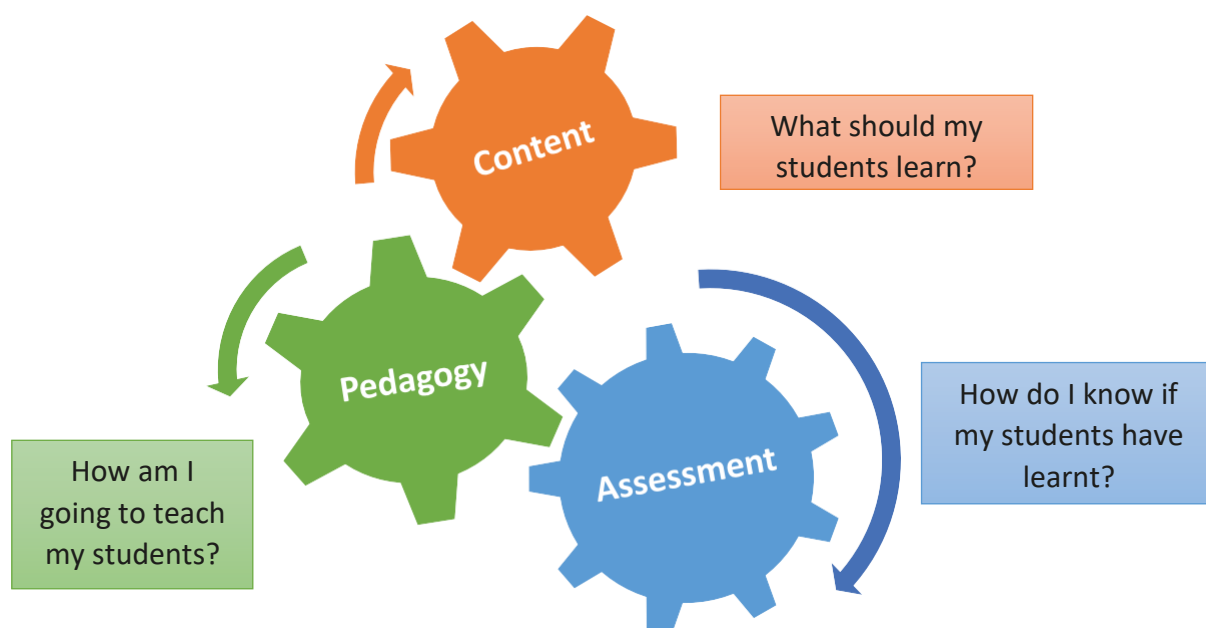 Content
What should my
students learn?
Pedagogy
How am I
going to teach
my students?
Assessment
How do I know if
my students have
learnt?